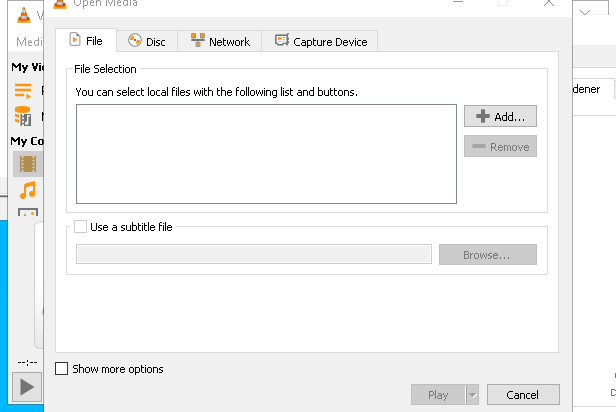 Open Media
Medi
File
Disc
Network
Capture Device
My Vi
File Selection
dener
You can select local files with the following list and buttons.
Add...
My Co
Remove
Use a subtitle file
Browse...
--:--
Show more options
Play
Cancel